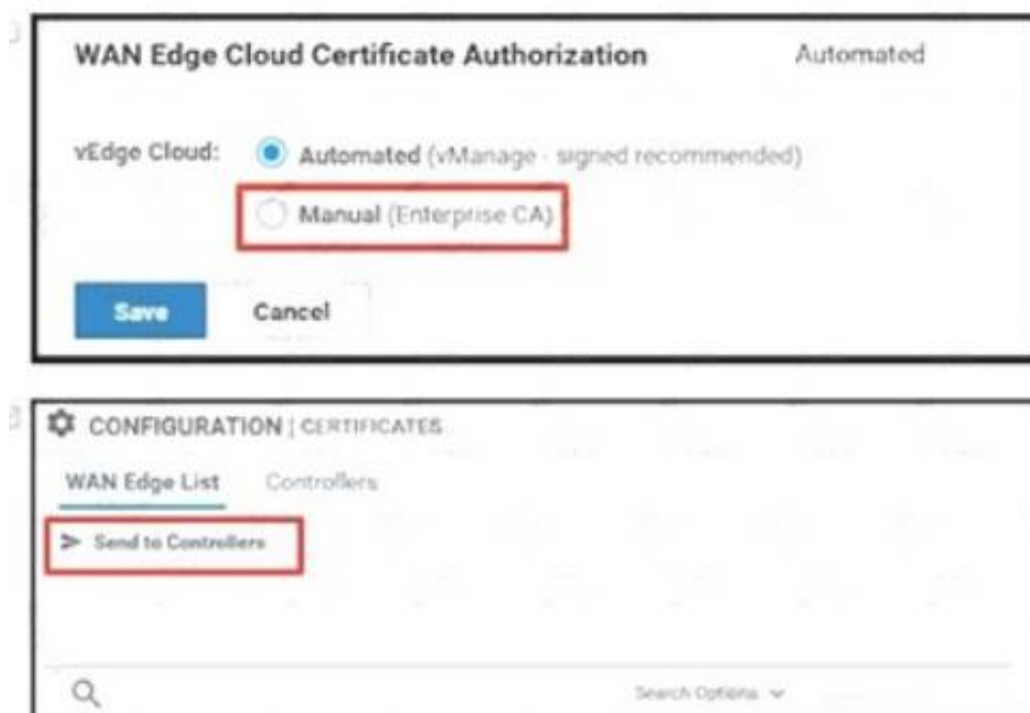 WAN Edge Cloud Certificate Authorization Automated
vEdge Cloud: Automated (vManage - signed recommended)
Manual (Enterprise CA)
Save Cancel
CONFIGURATION | CERTIFICATES
WAN Edge List Controllers
Send to Controllers
Search Options